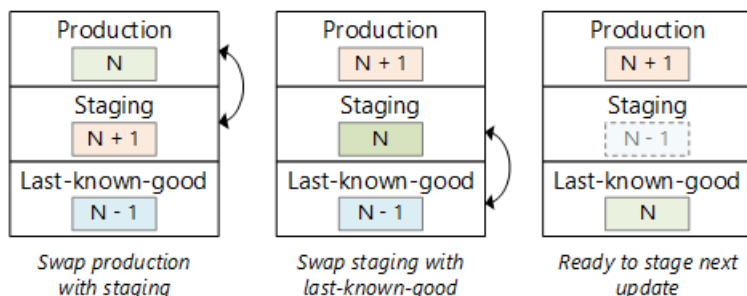 Production
N
Staging
N + 1
Last-known-good
N - 1
Swap production
with staging
Production
N + 1
Staging
N
Last-known-good
N - 1
Swap staging with
last-known-good
Production
N + 1
Staging
N - 1
Last-known-good
N
Ready to stage next
update